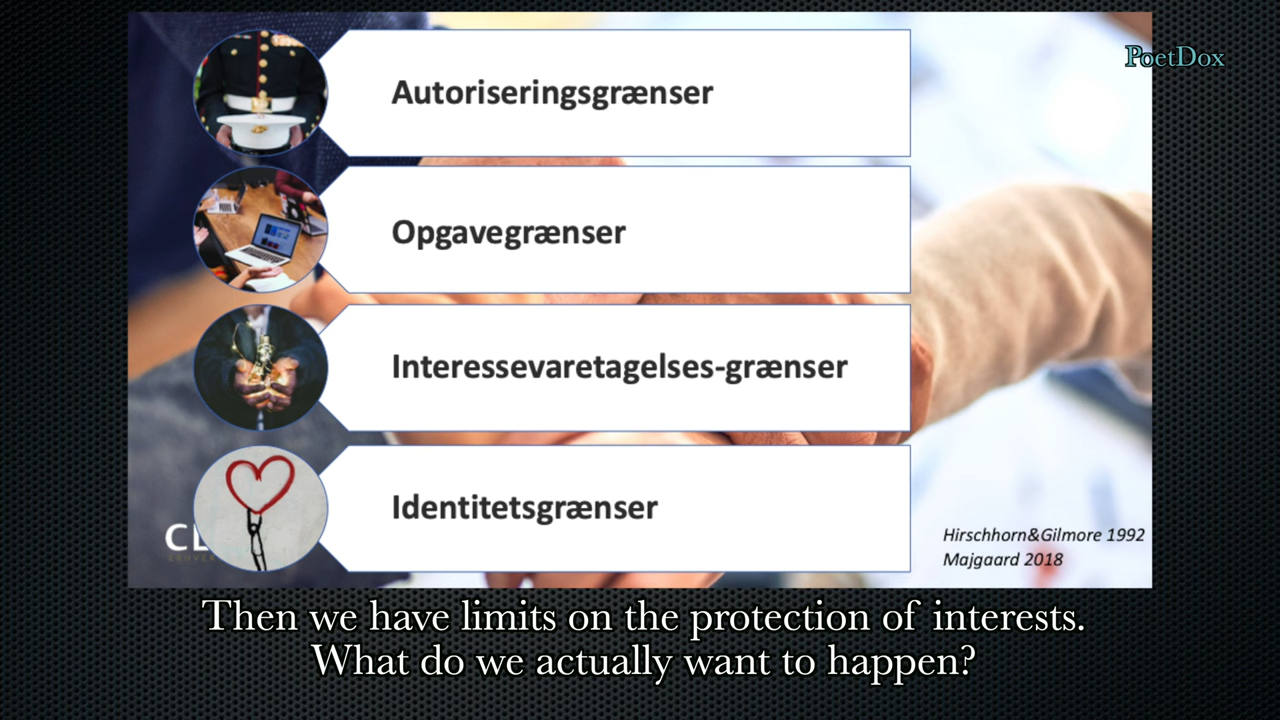 PoetDox
Autoriseringsgrænser
Opgavegrænser
Interessevaretagelses-grænser
Identitetsgrænser
Hirschhorn&Gilmore 1992
Majgaard 2018
Then we have limits on the protection of interests.
What do we actually want to happen?